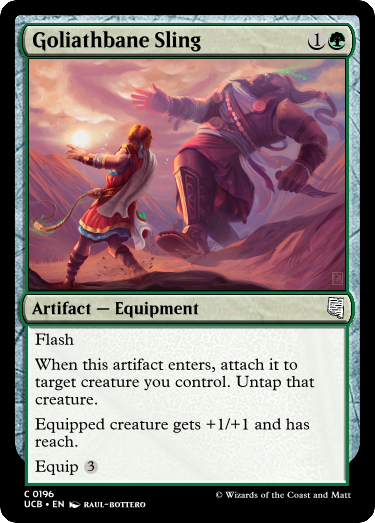 Goliathbane Sling 1
Artifact — Equipment
Flash
When this artifact enters, attach it to
target creature you control. Untap that
creature.
Equipped creature gets +1/+1 and has
reach.
Equip 3
C 0196
UCB • EN RAUL-BOTTERO
© Wizards of the Coast and Matt